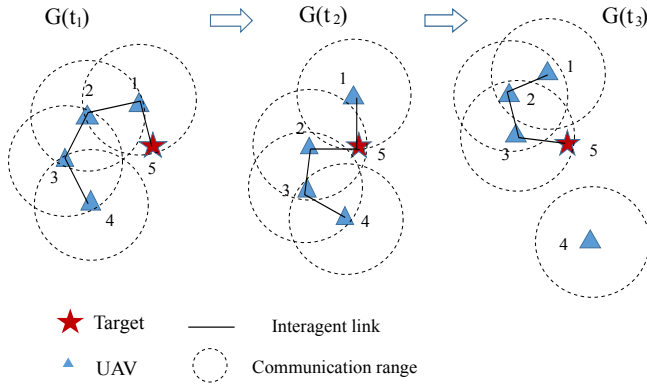 G(t₁)
G(t₂)
G(t₃)
1
2
3
4
5
1
2
3
4
5
1
2
3
4
5
Target
Interagent link
UAV
Communication range